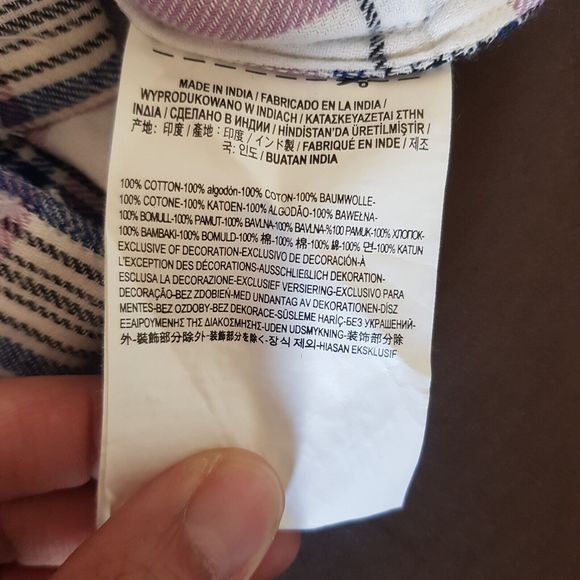 MADE IN INDIA / FABRICADO EN LA INDIA /
WYPRODUKOWANO W INDIACH / ΚΑΤΑΣΚΕΥΑΖΕΤΑΙ ΣΤΗΝ
ΙΝΔΙΑ / СДЕЛАНО В ИНДИИ / HİNDİSTAN'DA ÜRETİLMİŞTİR /
产地: 印度 / 產地: 印度 / インド製 / FABRIQUÉ EN INDE / 제조
국: 인도 / BUATAN INDIA
100% COTTON-100% algodón-100% COTON-100% BAUMWOLLE-
100% COTONE-100% KATOEN-100% ALGODÃO-100% BAWEŁNA-
100% BOMULL-100% PAMUT-100% BAVLNA-100% BAVLNA-%100 PAMUK-100% ХЛОПОК-
100% BAMBAKI-100% BOMULD-100% 棉-100% 棉-100% 綿-100% 면-100% KATUN
EXCLUSIVE OF DECORATION-EXCLUSIVO DE DECORACIÓN-À
L'EXCEPTION DES DÉCORATIONS-AUSSCHLIEßLICH DEKORATION-
ESCLUSA LA DECORAZIONE-EXCLUSIEF VERSIERING-EXCLUSIVO PARA
DECORAÇÃO-BEZ ZDOBIEŃ-MED UNDANTAG AV DEKORATIONEN-DÍSZ
MENTES-BEZ OZDOBY-BEZ DEKORACE-SÜSLEME HARİÇ-БЕЗ УКРАШЕНИЙ-
ΕΞΑΙΡΟΥΜΕΝΗΣ ΤΗΣ ΔΙΑΚΟΣΜΗΣΗΣ-UDEN UDSMYKNING-装饰部分除
外-裝飾部分除外-装飾部分を除く-장식 제외-HIASAN EKSKLUSIF